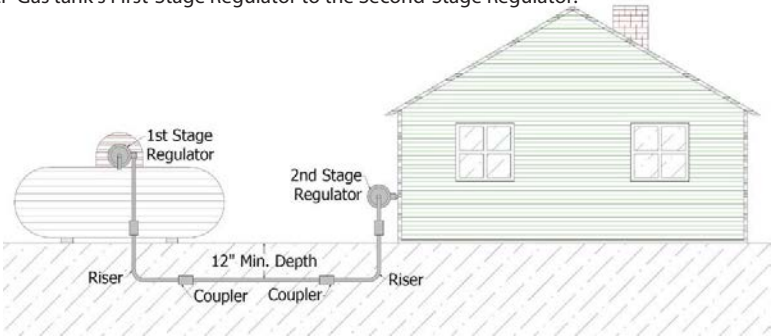 Gas tank's First-Stage Regulator to the Second-Stage Regulator.
1st Stage
Regulator
2nd Stage
Regulator
12" Min. Depth
Riser
Coupler
Coupler
Riser